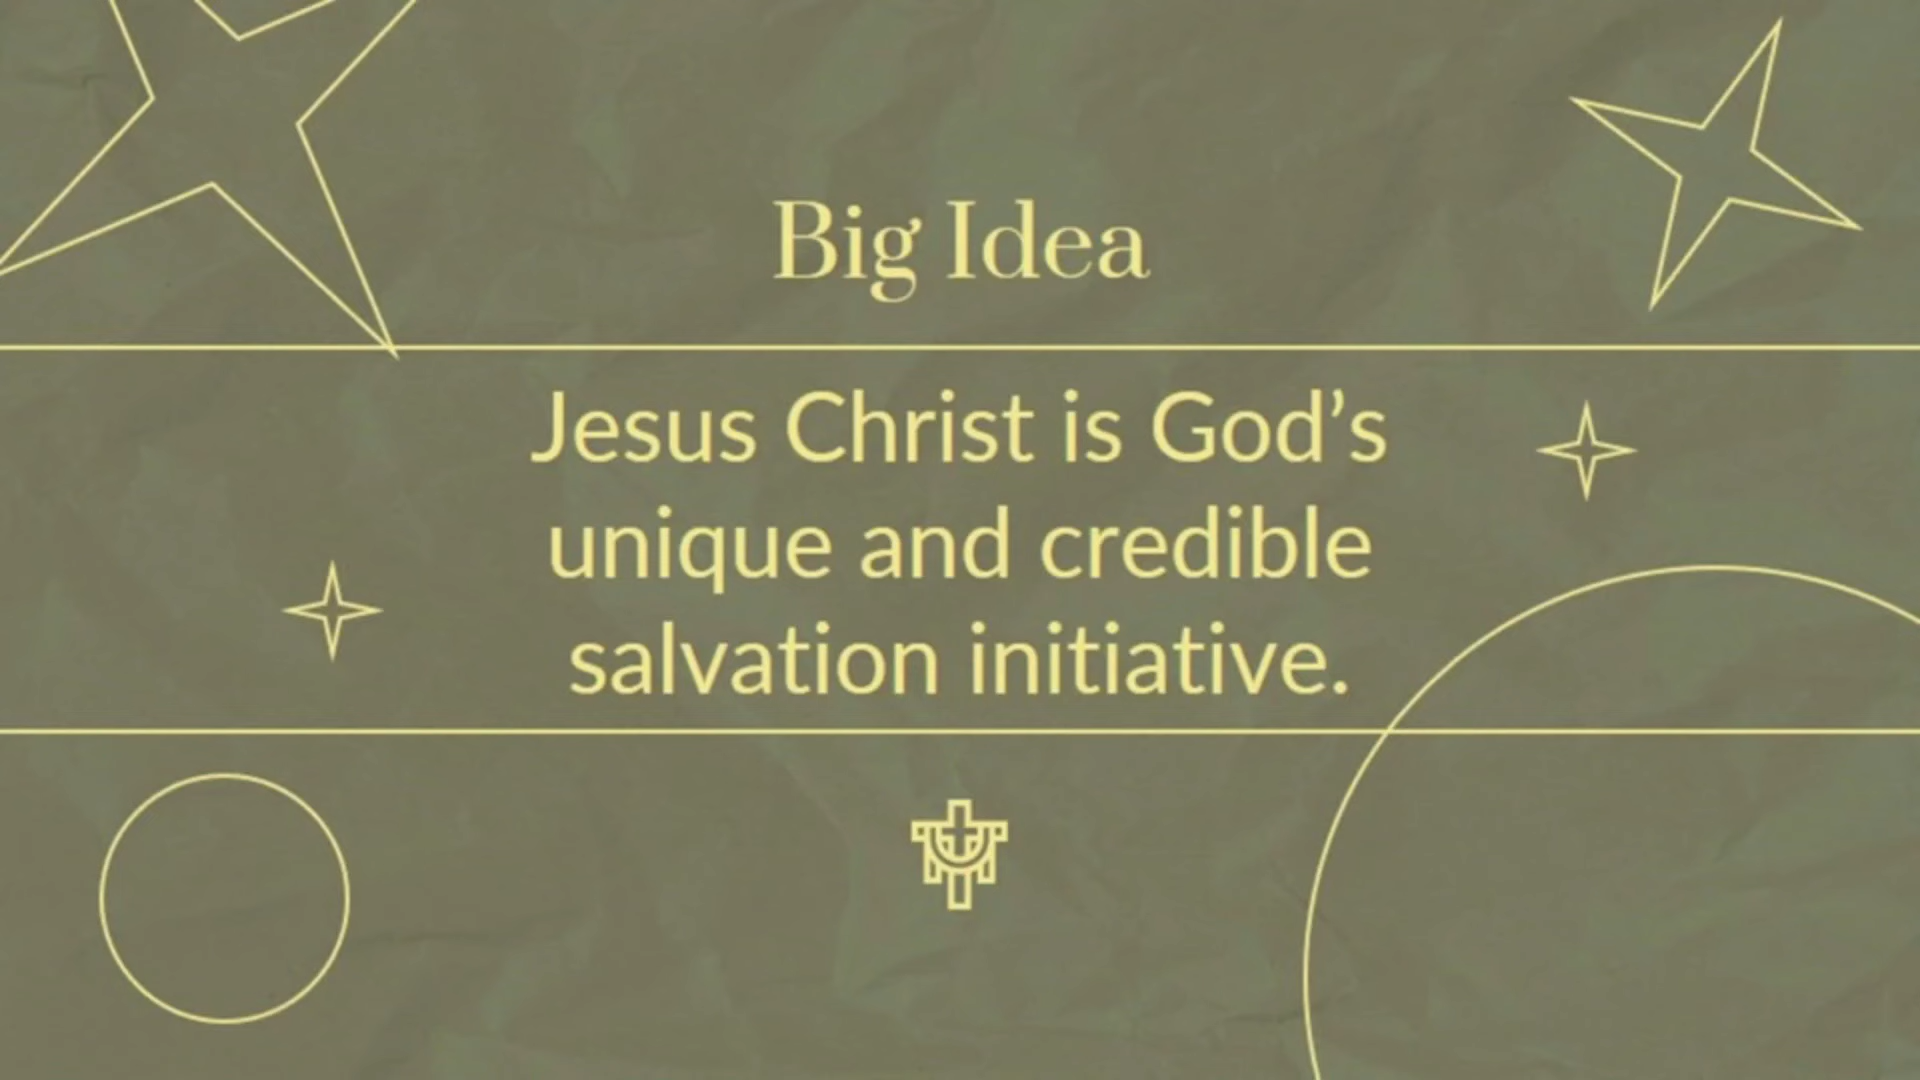 Big Idea
Jesus Christ is God’s
unique and credible
salvation initiative.